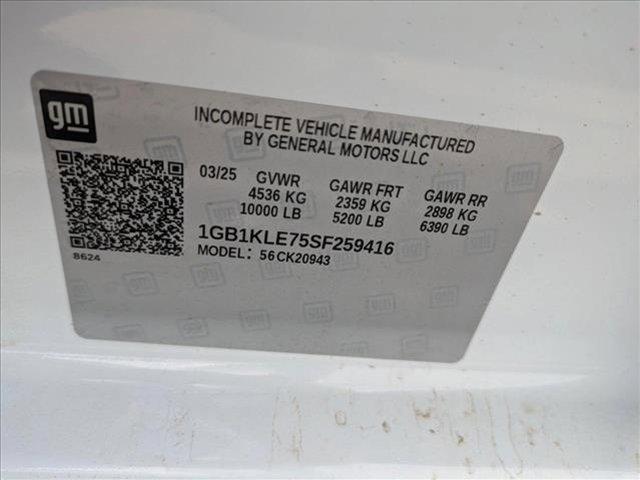 gm
INCOMPLETE VEHICLE MANUFACTURED
BY GENERAL MOTORS LLC
03/25 GVWR GAWR FRT GAWR RR
4536 KG 2359 KG 2898 KG
10000 LB 5200 LB 6390 LB
1GB1KLE75SF259416
MODEL: 56CK20943
8624